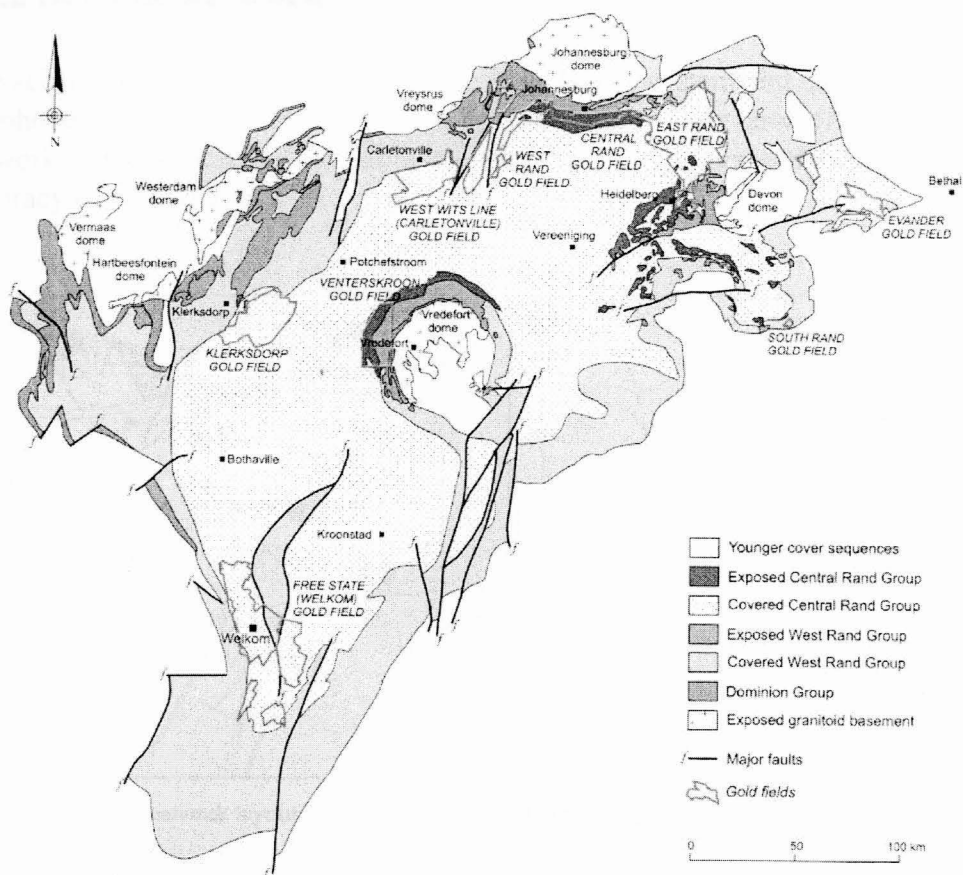 Johannesburg
dome
Vreysrus
dome
Johannesburg
EAST RAND
GOLD FIELD
CENTRAL
RAND
GOLD FIELD
WEST
RAND
GOLD FIELD
Carletonville
N
Westerdam
dome
Heidelberg
Devon
dome
Bethal
WEST WITS LINE
(CARLETONVILLE)
GOLD FIELD
EVANDER
GOLD FIELD
Vermaas
dome
Vereeniging
Hartbeesfontein
dome
Potchefstroom
VENTERSKROON
GOLD FIELD
Klerksdorp
Vredefort
dome
Vredefort
SOUTH RAND
GOLD FIELD
KLERKSDORP
GOLD FIELD
Bothaville
Kroonstad
FREE STATE
(WELKOM)
GOLD FIELD
Welkom
Younger cover sequences
Exposed Central Rand Group
Covered Central Rand Group
Exposed West Rand Group
Covered West Rand Group
Dominion Group
Exposed granitoid basement
f Major faults
Gold fields
0 50 100 km